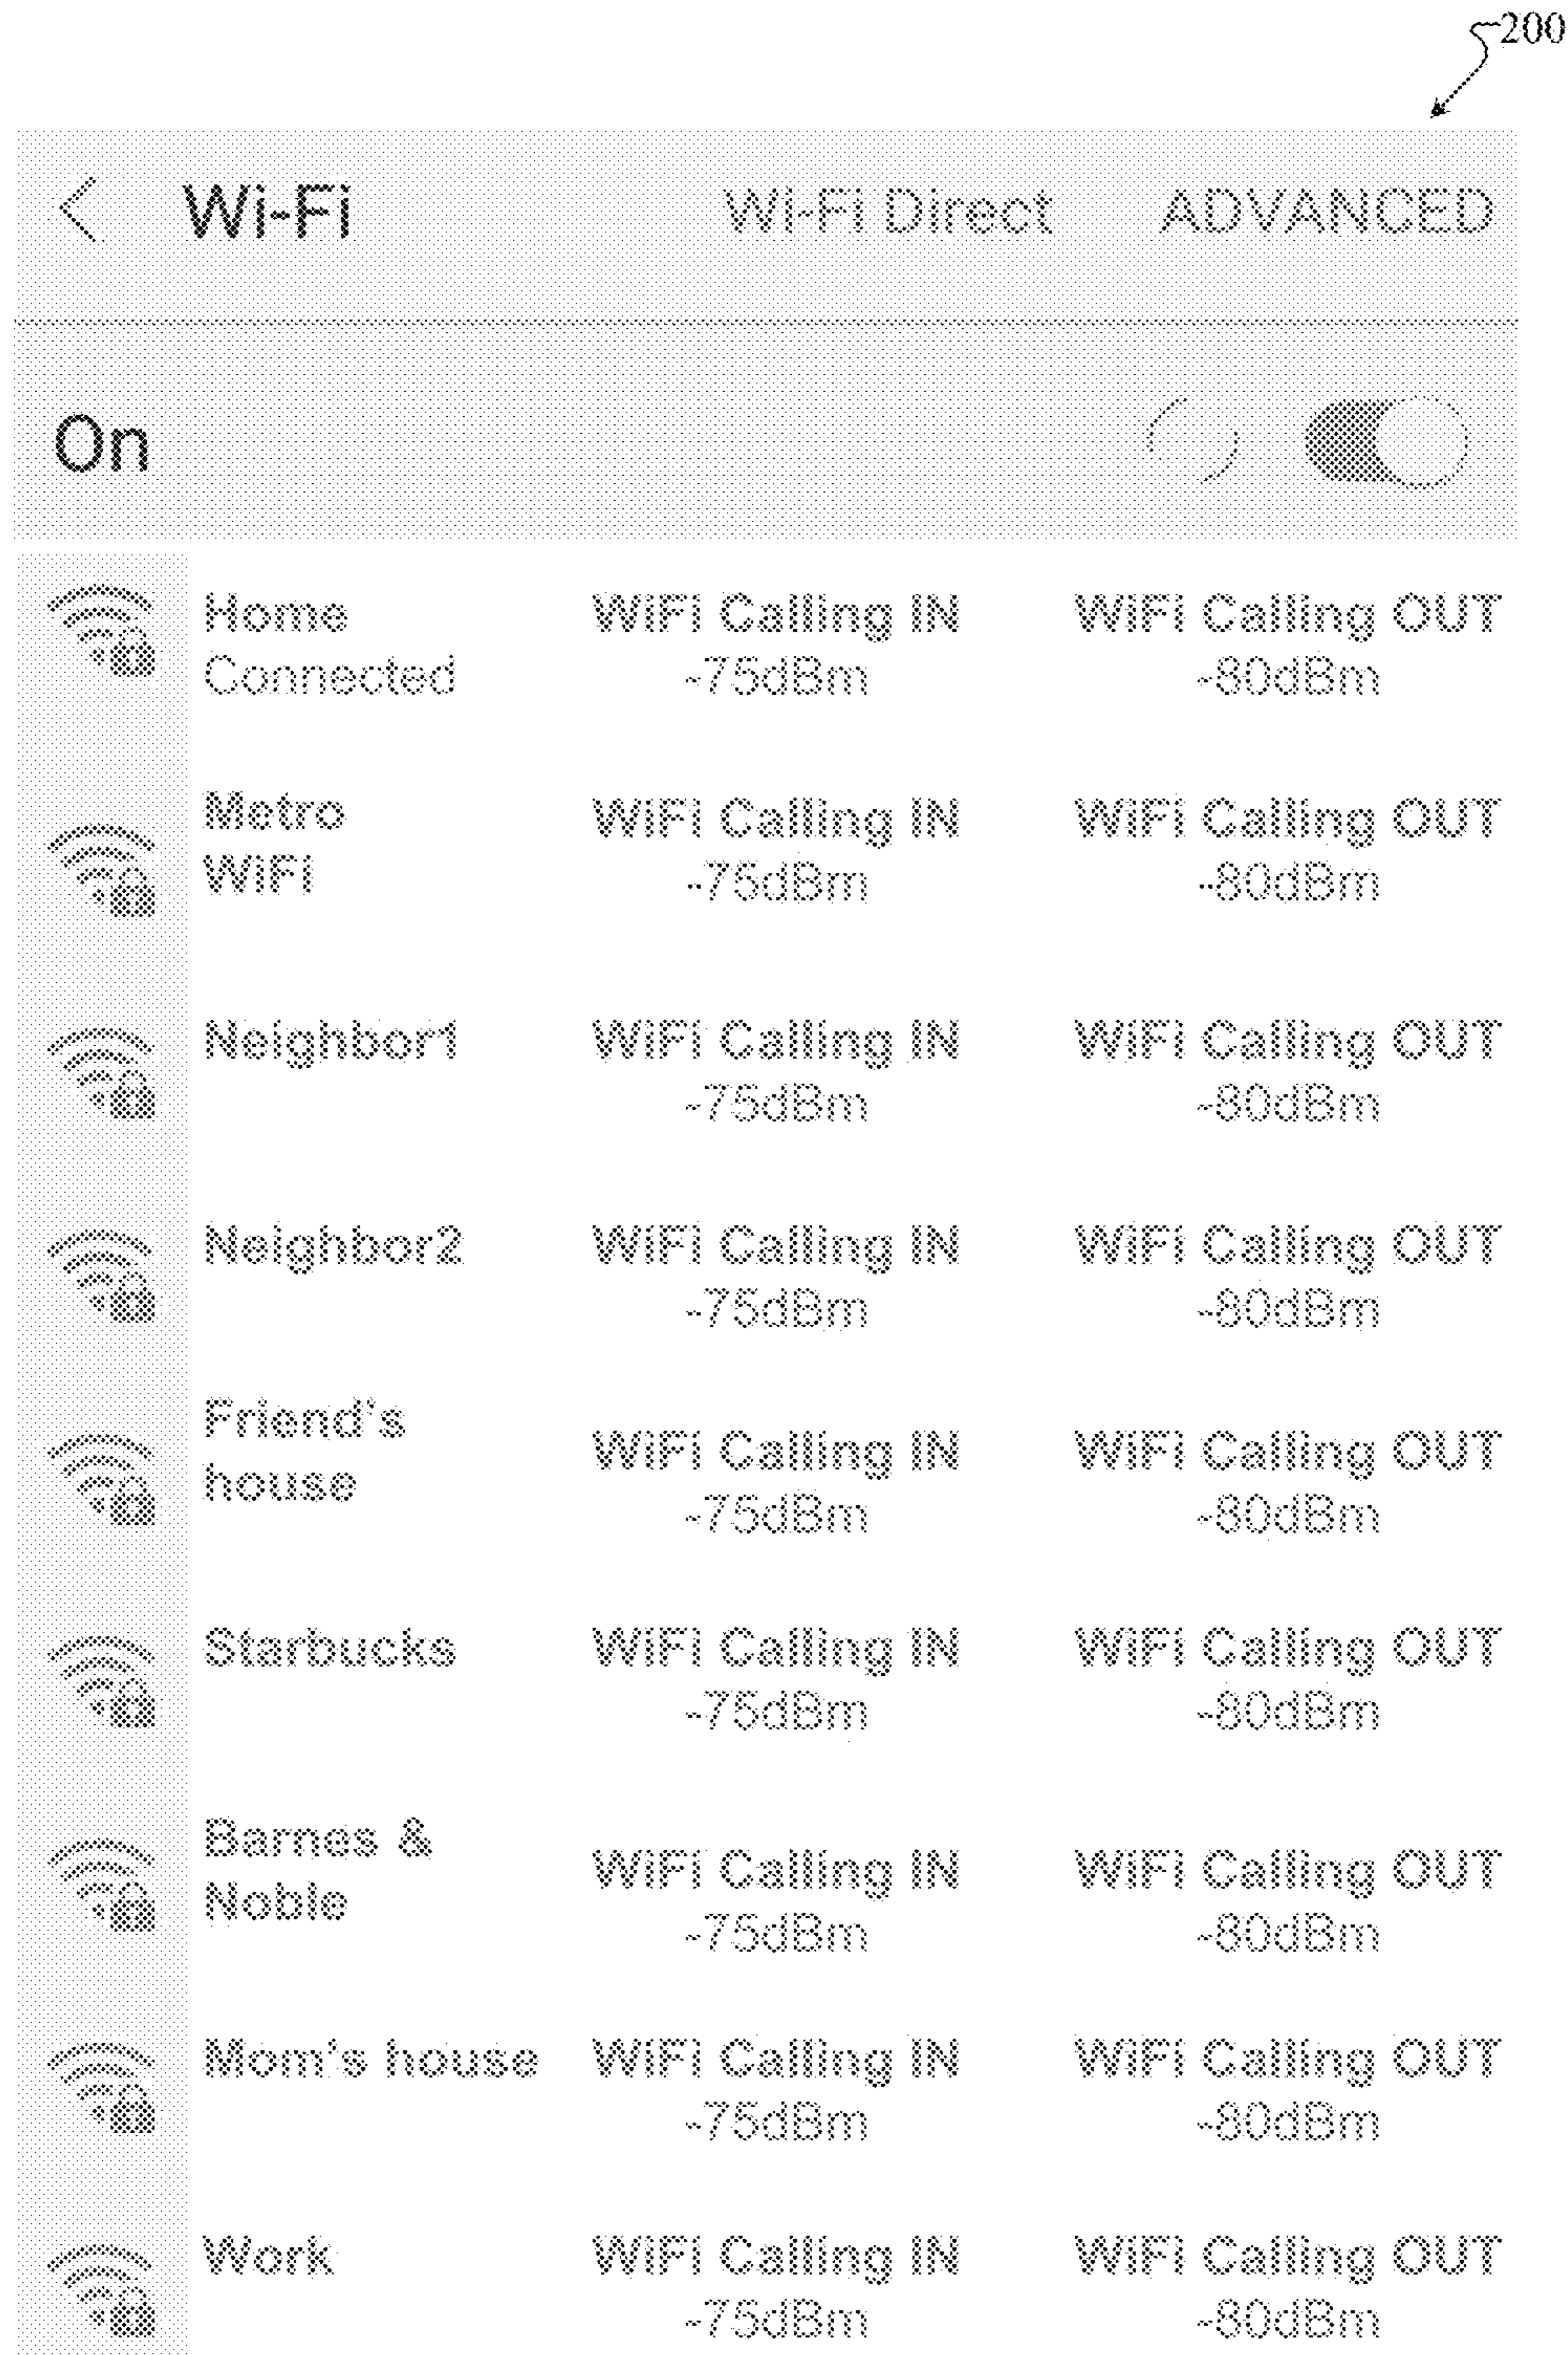 200
Wi-Fi Wi-Fi Direct ADVANCED
On
Home WiFi Calling IN WiFi Calling OUT
Connected -75dBm -80dBm
Metro WiFi Calling IN WiFi Calling OUT
WiFi -75dBm -80dBm
Neighbor1 WiFi Calling IN WiFi Calling OUT
-75dBm -80dBm
Neighbor2 WiFi Calling IN WiFi Calling OUT
-75dBm -80dBm
Friend's WiFi Calling IN WiFi Calling OUT
house -75dBm -80dBm
Starbucks WiFi Calling IN WiFi Calling OUT
-75dBm -80dBm
Barnes & WiFi Calling IN WiFi Calling OUT
Noble -75dBm -80dBm
Mom's house WiFi Calling IN WiFi Calling OUT
-75dBm -80dBm
Work WiFi Calling IN WiFi Calling OUT
-75dBm -80dBm